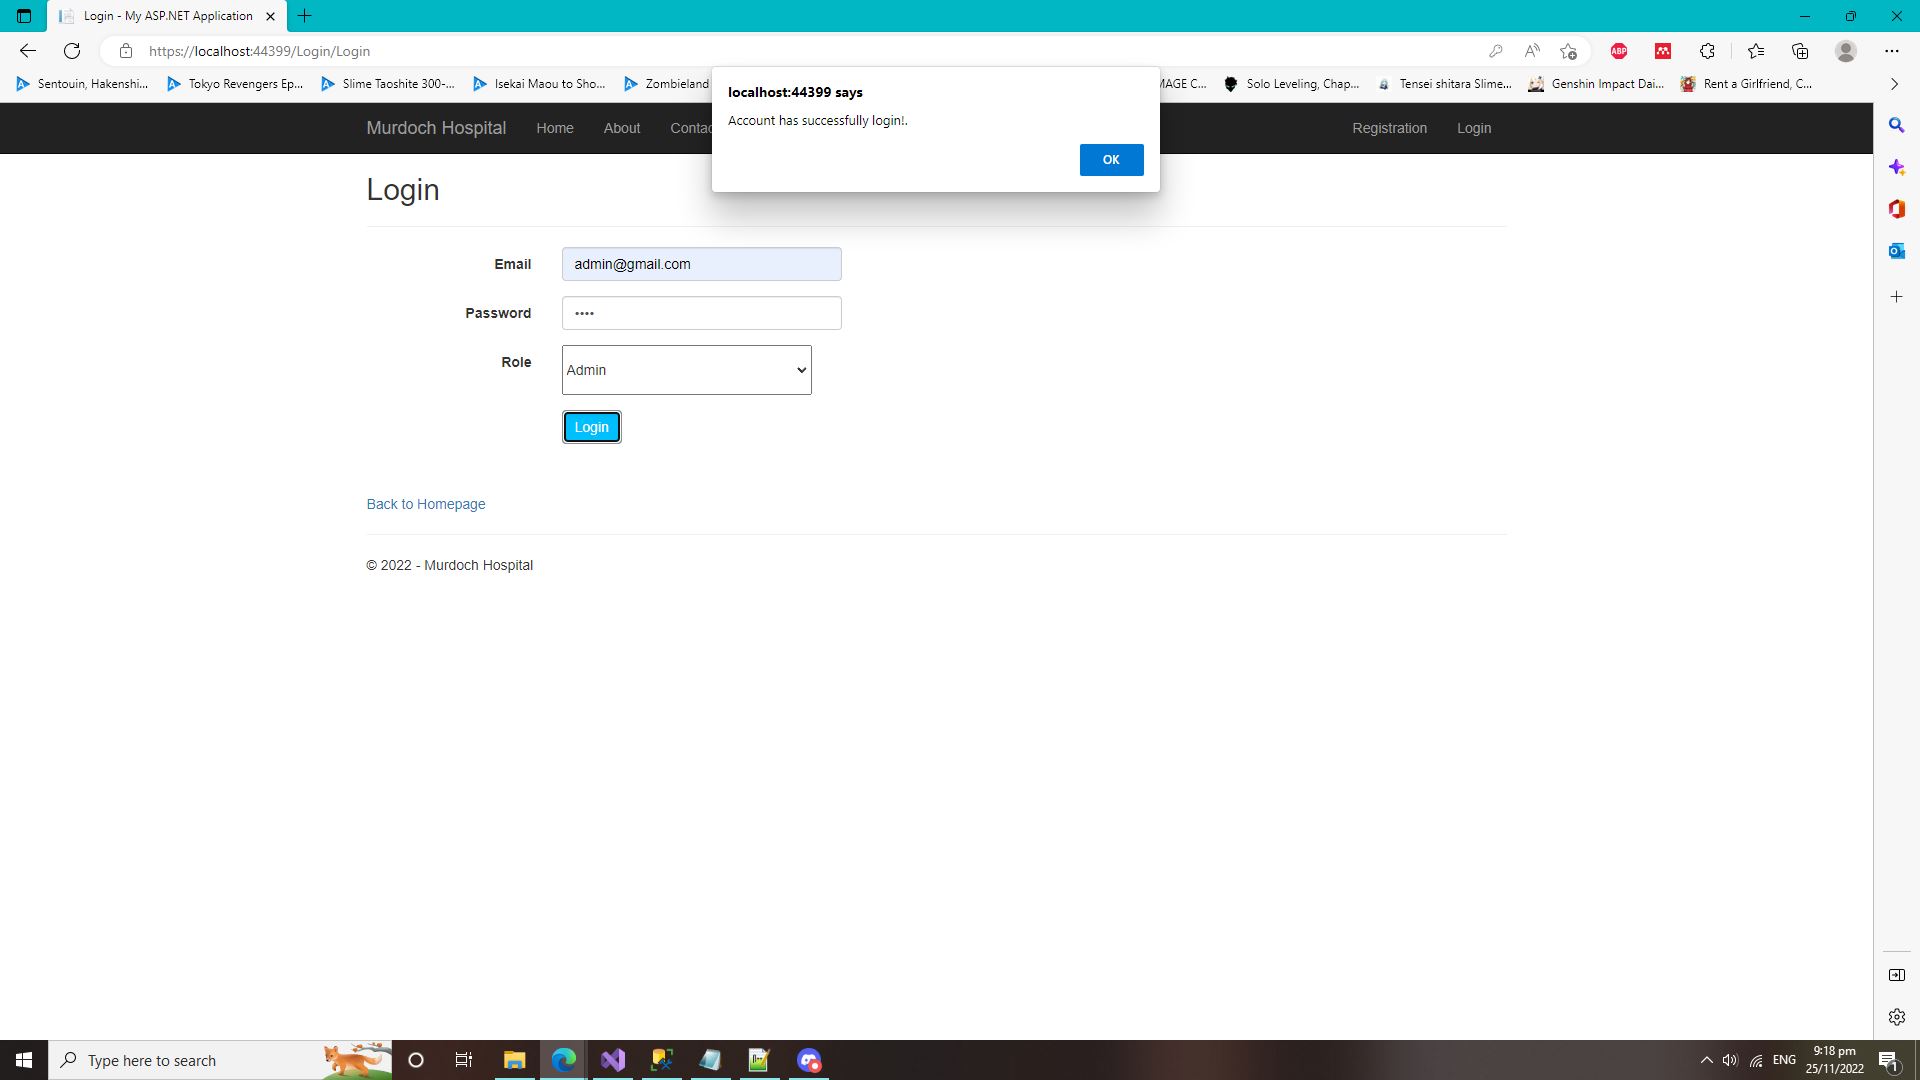 Login - My ASP.NET Application
https://localhost:44399/Login/Login
ABP
Sentouin, Hakenshi...
Tokyo Revengers Ep...
Slime Taoshite 300-...
Isekai Maou to Sho...
Zombieland
MAGE C...
Solo Leveling, Chap...
Tensei shitara Slime...
Genshin Impact Dai...
Rent a Girlfriend, C...
localhost:44399 says
Account has successfully login!.
OK
Murdoch Hospital
Home
About
Contac
Registration
Login
Login
Email
admin@gmail.com
Password
••••
Role
Admin
Login
Back to Homepage
© 2022 - Murdoch Hospital
Type here to search
ENG
9:18 pm
25/11/2022
1